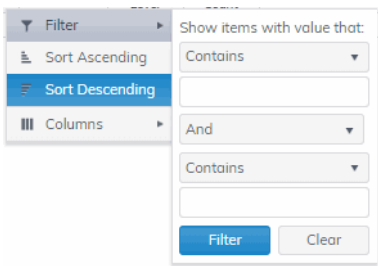 Filter
Sort Ascending
Sort Descending
Columns
Show items with value that:
Contains
And
Contains
Filter
Clear